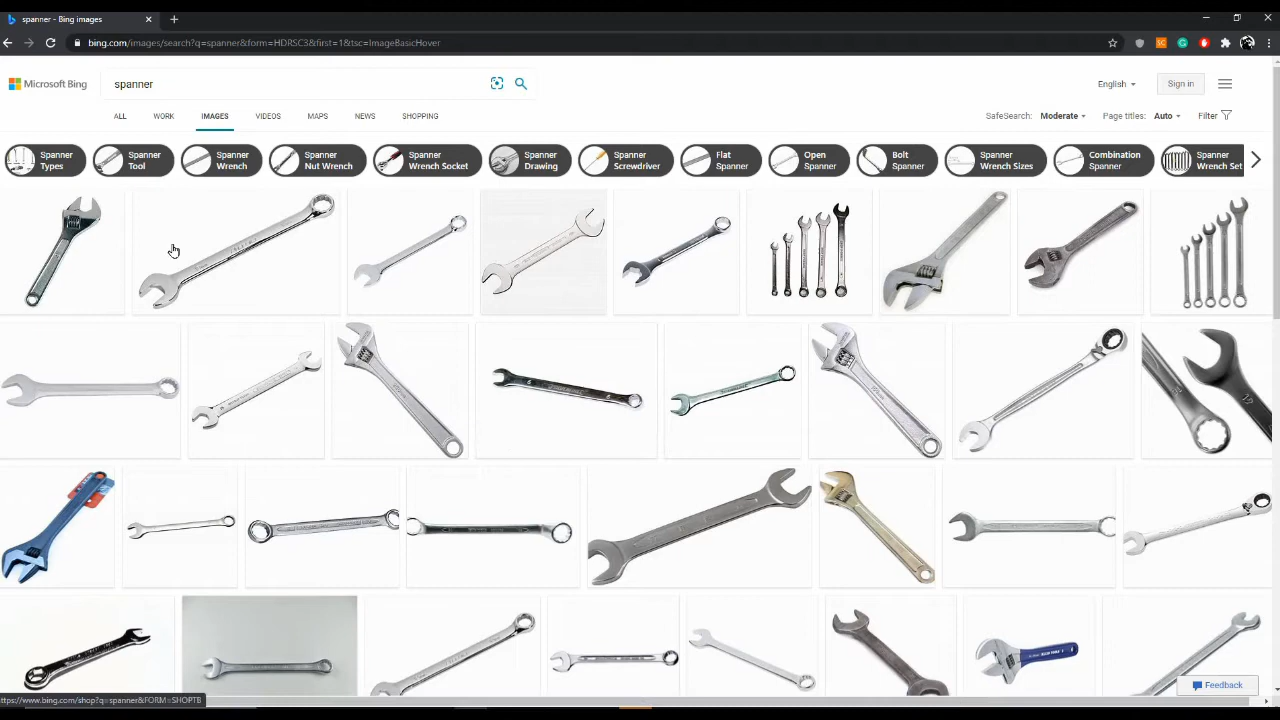 spanner - Bing images
bing.com/images/search?q=spanner&form=HDRSC3&first=1&tsc=ImageBasicHover
Microsoft Bing
spanner
English
Sign in
ALL
WORK
IMAGES
VIDEOS
MAPS
NEWS
SHOPPING
SafeSearch: Moderate
Page titles: Auto
Filter
Spanner Types
Spanner Tool
Spanner Wrench
Spanner Nut Wrench
Spanner Wrench Socket
Spanner Drawing
Spanner Screwdriver
Flat Spanner
Open Spanner
Bolt Spanner
Spanner Wrench Sizes
Combination Spanner
Spanner Wrench Set
Feedback
https://www.bing.com/shop?q=spanner&FORM=SHOPTB